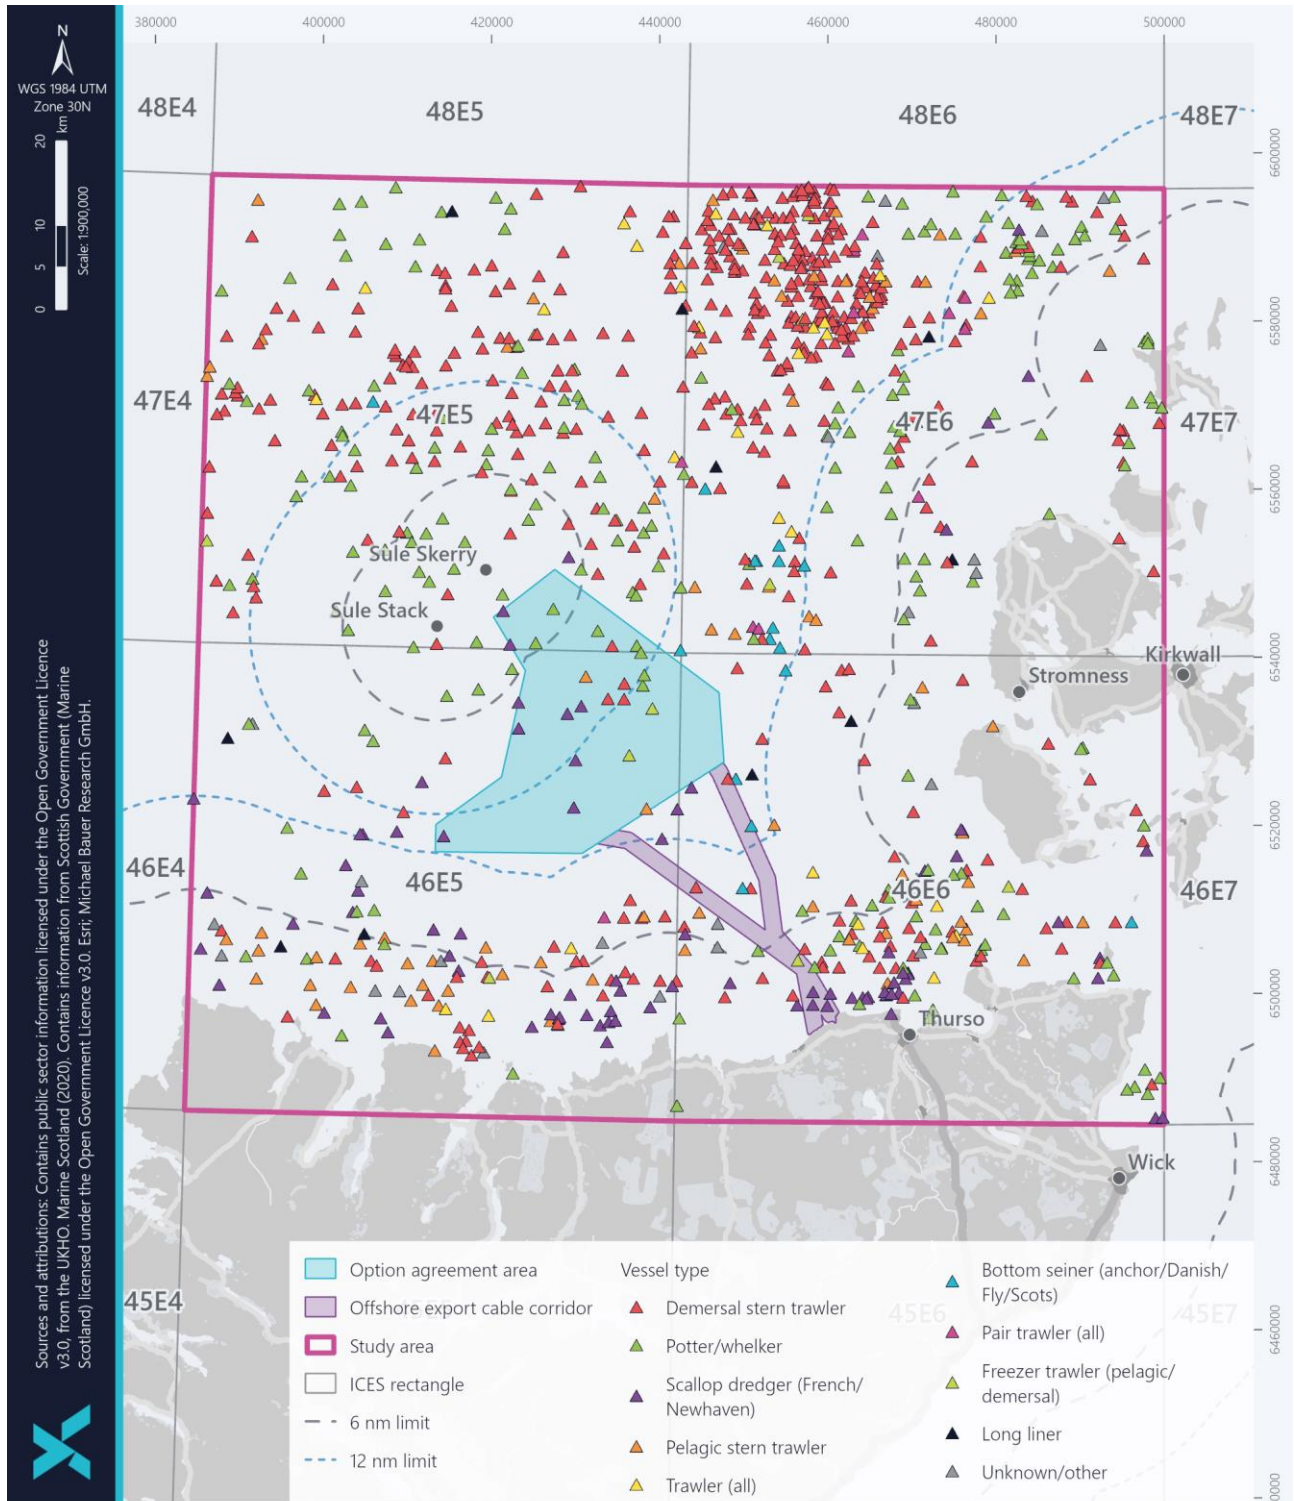 380000
400000
420000
440000
460000
480000
500000
N
WGS 1984 UTM
Zone 30N
20
km
10
5
0
Scale: 1:900,000
48E4
48E5
48E6
48E7
6600000
6580000
47E4
47E5
47E6
47E7
6560000
Sule Skerry
Sule Stack
6540000
Kirkwall
Stromness
6520000
46E4
46E5
46E6
46E7
6500000
Thurso
6480000
Wick
45E4
45E6
45E7
6460000
Option agreement area
Offshore export cable corridor
Study area
ICES rectangle
6 nm limit
12 nm limit
Vessel type
Demersal stern trawler
Potter/whelker
Scallop dredger (French/
Newhaven)
Pelagic stern trawler
Trawler (all)
Bottom seiner (anchor/Danish/
Fly/Scots)
Pair trawler (all)
Freezer trawler (pelagic/
demersal)
Long liner
Unknown/other
Sources and attributions: Contains public sector information licensed under the Open Government Licence
v3.0, from the UKHO. Marine Scotland (2020). Contains information from Scottish Government (Marine
Scotland) licensed under the Open Government Licence v3.0. Esri; Michael Bauer Research GmbH.